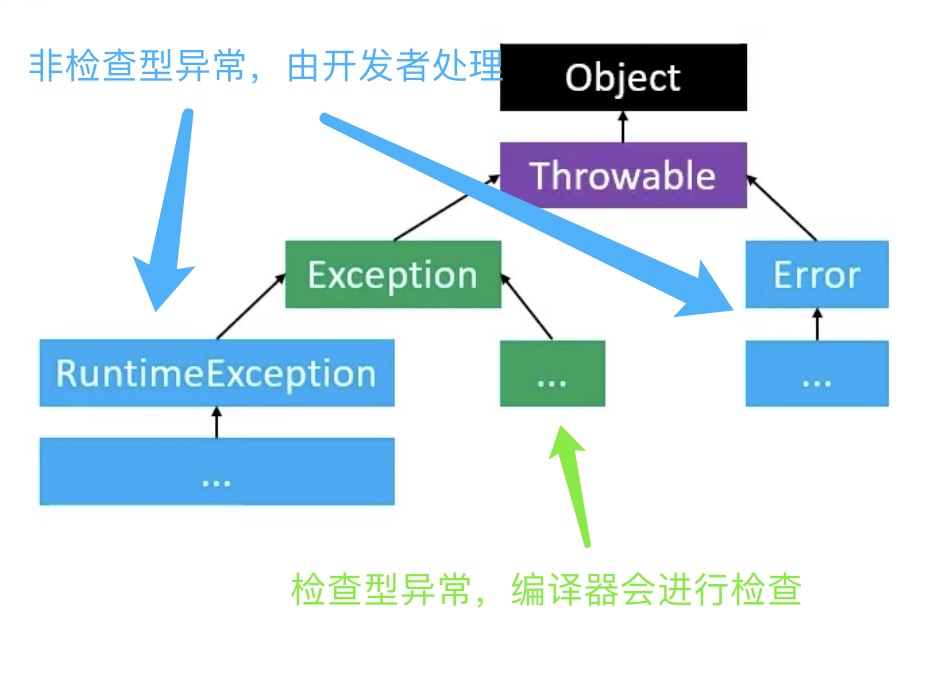 非检查型异常，由开发者处理
Object
Throwable
Exception
Error
RuntimeException
...
...
...
检查型异常，编译器会进行检查